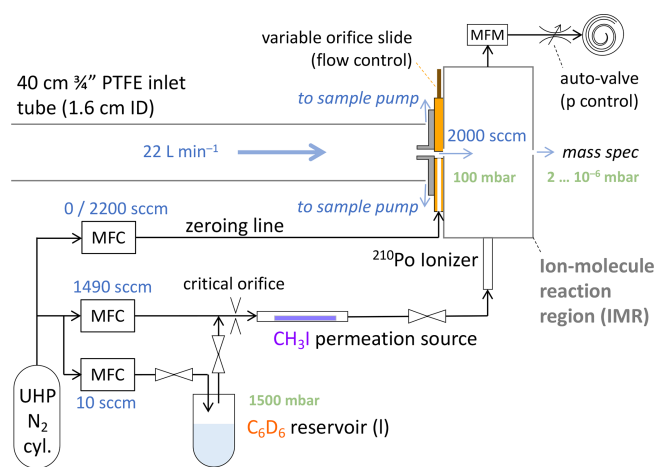 variable orifice slide
(flow control)
MFM
auto-valve
(p control)
40 cm ¾” PTFE inlet
tube (1.6 cm ID)
to sample pump
22 L min⁻¹
2000 sccm
100 mbar
mass spec
2 … 10⁻⁶ mbar
to sample pump
0 / 2200 sccm
MFC
zeroing line
²¹⁰Po Ionizer
Ion-molecule
reaction
region (IMR)
1490 sccm
MFC
critical orifice
CH₃I permeation source
MFC
10 sccm
UHP
N₂
cyl.
1500 mbar
C₆D₆ reservoir (l)